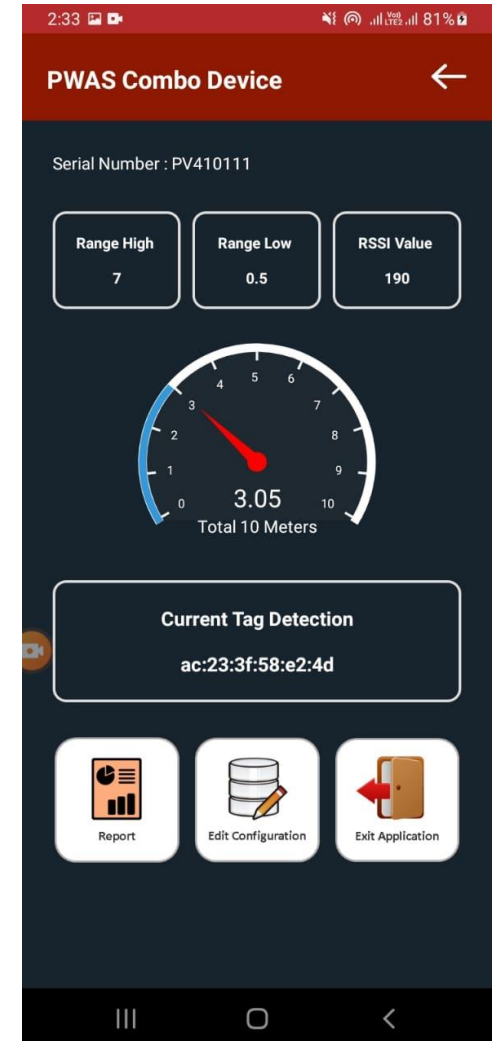 2:33 Vo)) LTE2 81%
PWAS Combo Device
Serial Number : PV410111
Range High Range Low RSSI Value
7 0.5 190
0 1 2 3 4 5 6 7 8 9 10
3.05
Total 10 Meters
Current Tag Detection
ac:23:3f:58:e2:4d
Report Edit Configuration Exit Application